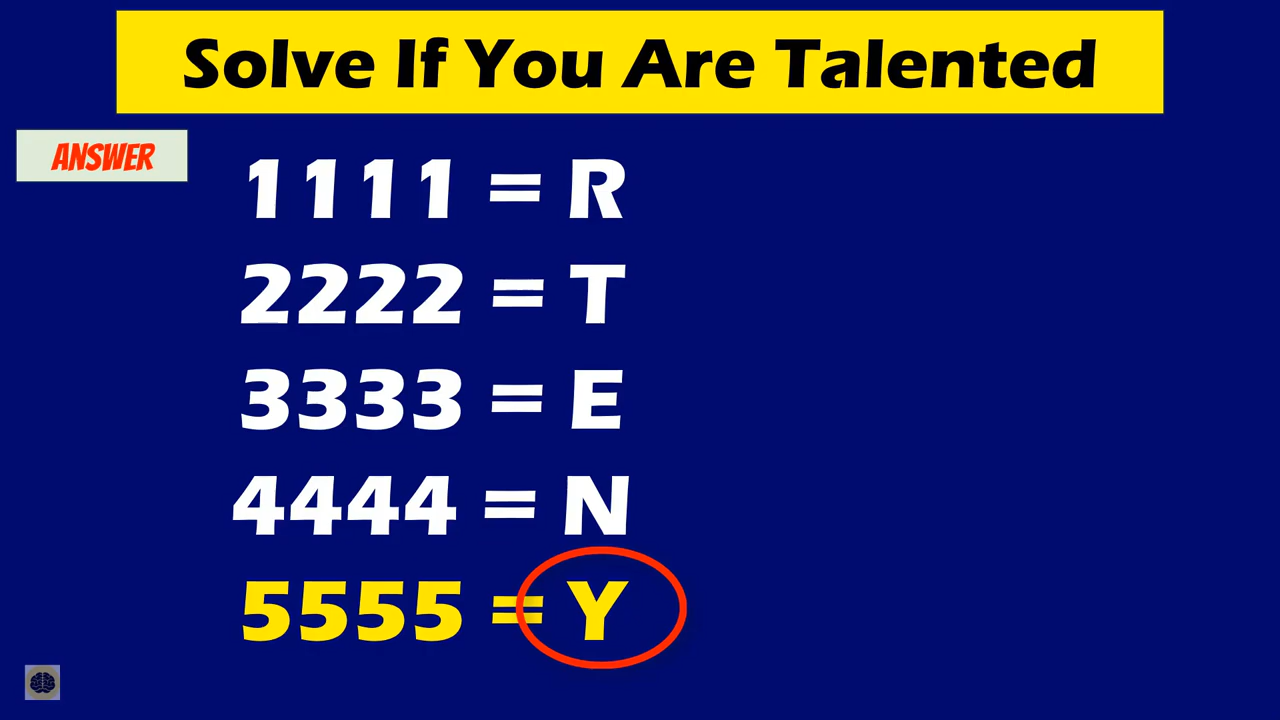 Solve If You Are Talented
ANSWER
1111 = R
2222 = T
3333 = E
4444 = N
5555 = Y